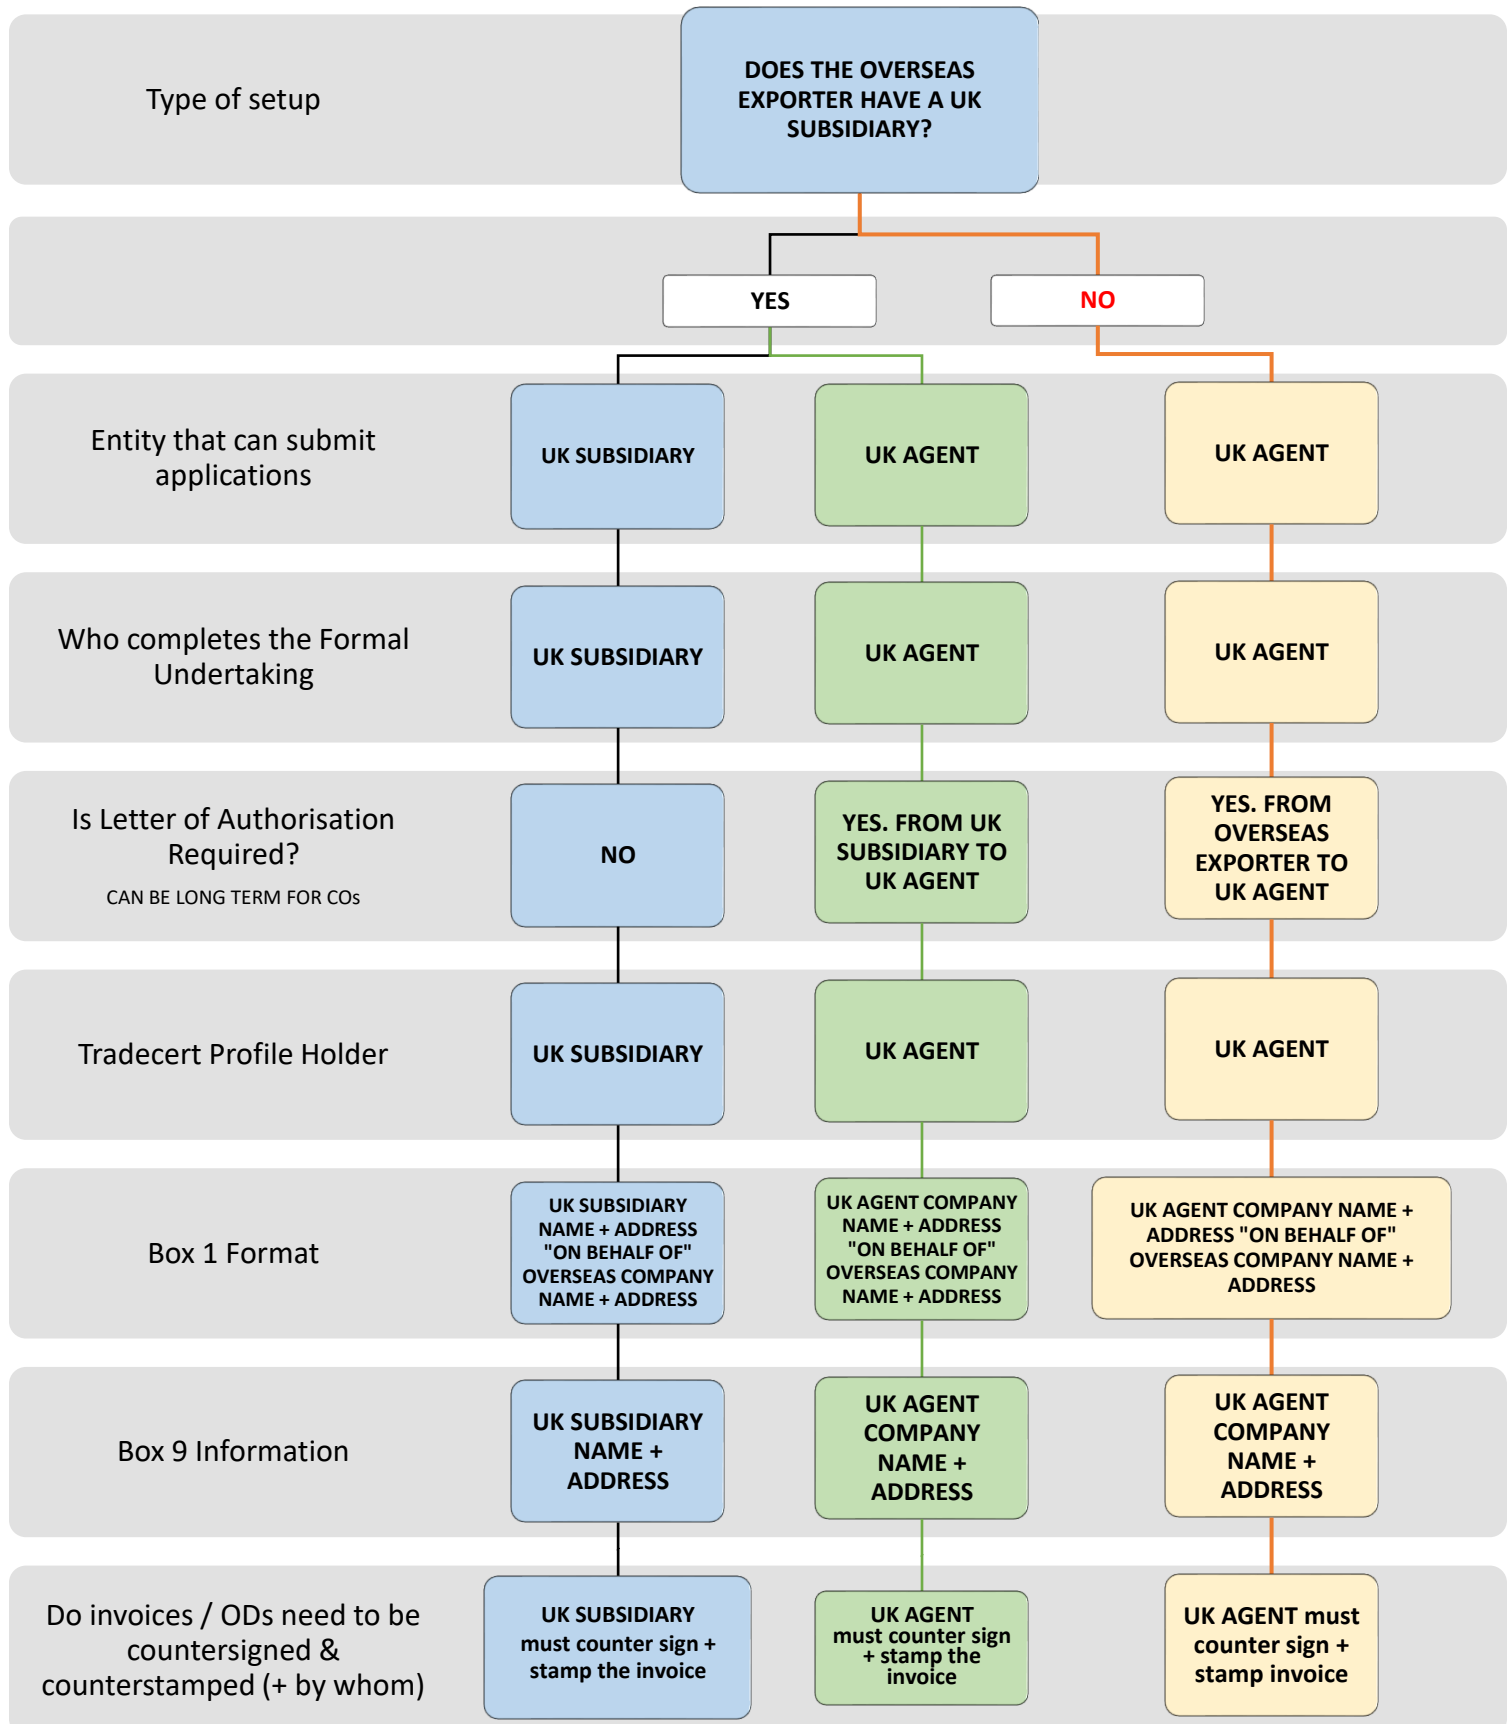 Type of setup
DOES THE OVERSEAS
EXPORTER HAVE A UK
SUBSIDIARY?
YES
NO
Entity that can submit
applications
UK SUBSIDIARY
UK AGENT
UK AGENT
Who completes the Formal
Undertaking
UK SUBSIDIARY
UK AGENT
UK AGENT
Is Letter of Authorisation
Required?
CAN BE LONG TERM FOR COs
NO
YES. FROM UK
SUBSIDIARY TO
UK AGENT
YES. FROM
OVERSEAS
EXPORTER TO
UK AGENT
Tradecert Profile Holder
UK SUBSIDIARY
UK AGENT
UK AGENT
Box 1 Format
UK SUBSIDIARY
NAME + ADDRESS
"ON BEHALF OF"
OVERSEAS COMPANY
NAME + ADDRESS
UK AGENT COMPANY
NAME + ADDRESS
"ON BEHALF OF"
OVERSEAS COMPANY
NAME + ADDRESS
UK AGENT COMPANY NAME +
ADDRESS "ON BEHALF OF"
OVERSEAS COMPANY NAME +
ADDRESS
Box 9 Information
UK SUBSIDIARY
NAME +
ADDRESS
UK AGENT
COMPANY
NAME +
ADDRESS
UK AGENT
COMPANY
NAME +
ADDRESS
Do invoices / ODs need to be
countersigned &
counterstamped (+ by whom)
UK SUBSIDIARY
must counter sign +
stamp the invoice
UK AGENT
must counter sign
+ stamp the
invoice
UK AGENT must
counter sign +
stamp invoice